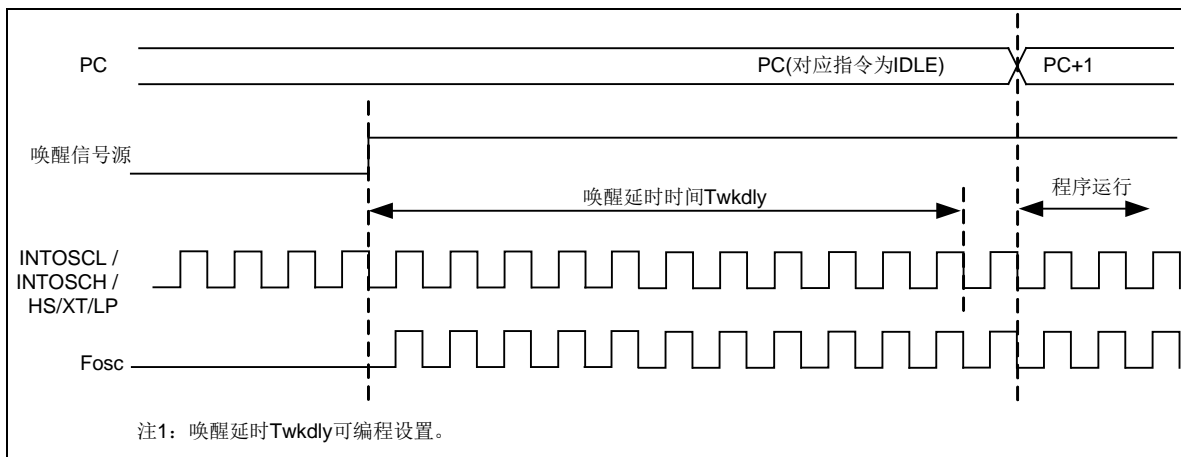 PC
PC(对应指令为IDLE)
PC+1
唤醒信号源
唤醒延时时间Twkdly
程序运行
INTOSCL /
INTOSCH /
HS/XT/LP
Fosc
注1：唤醒延时Twkdly可编程设置。